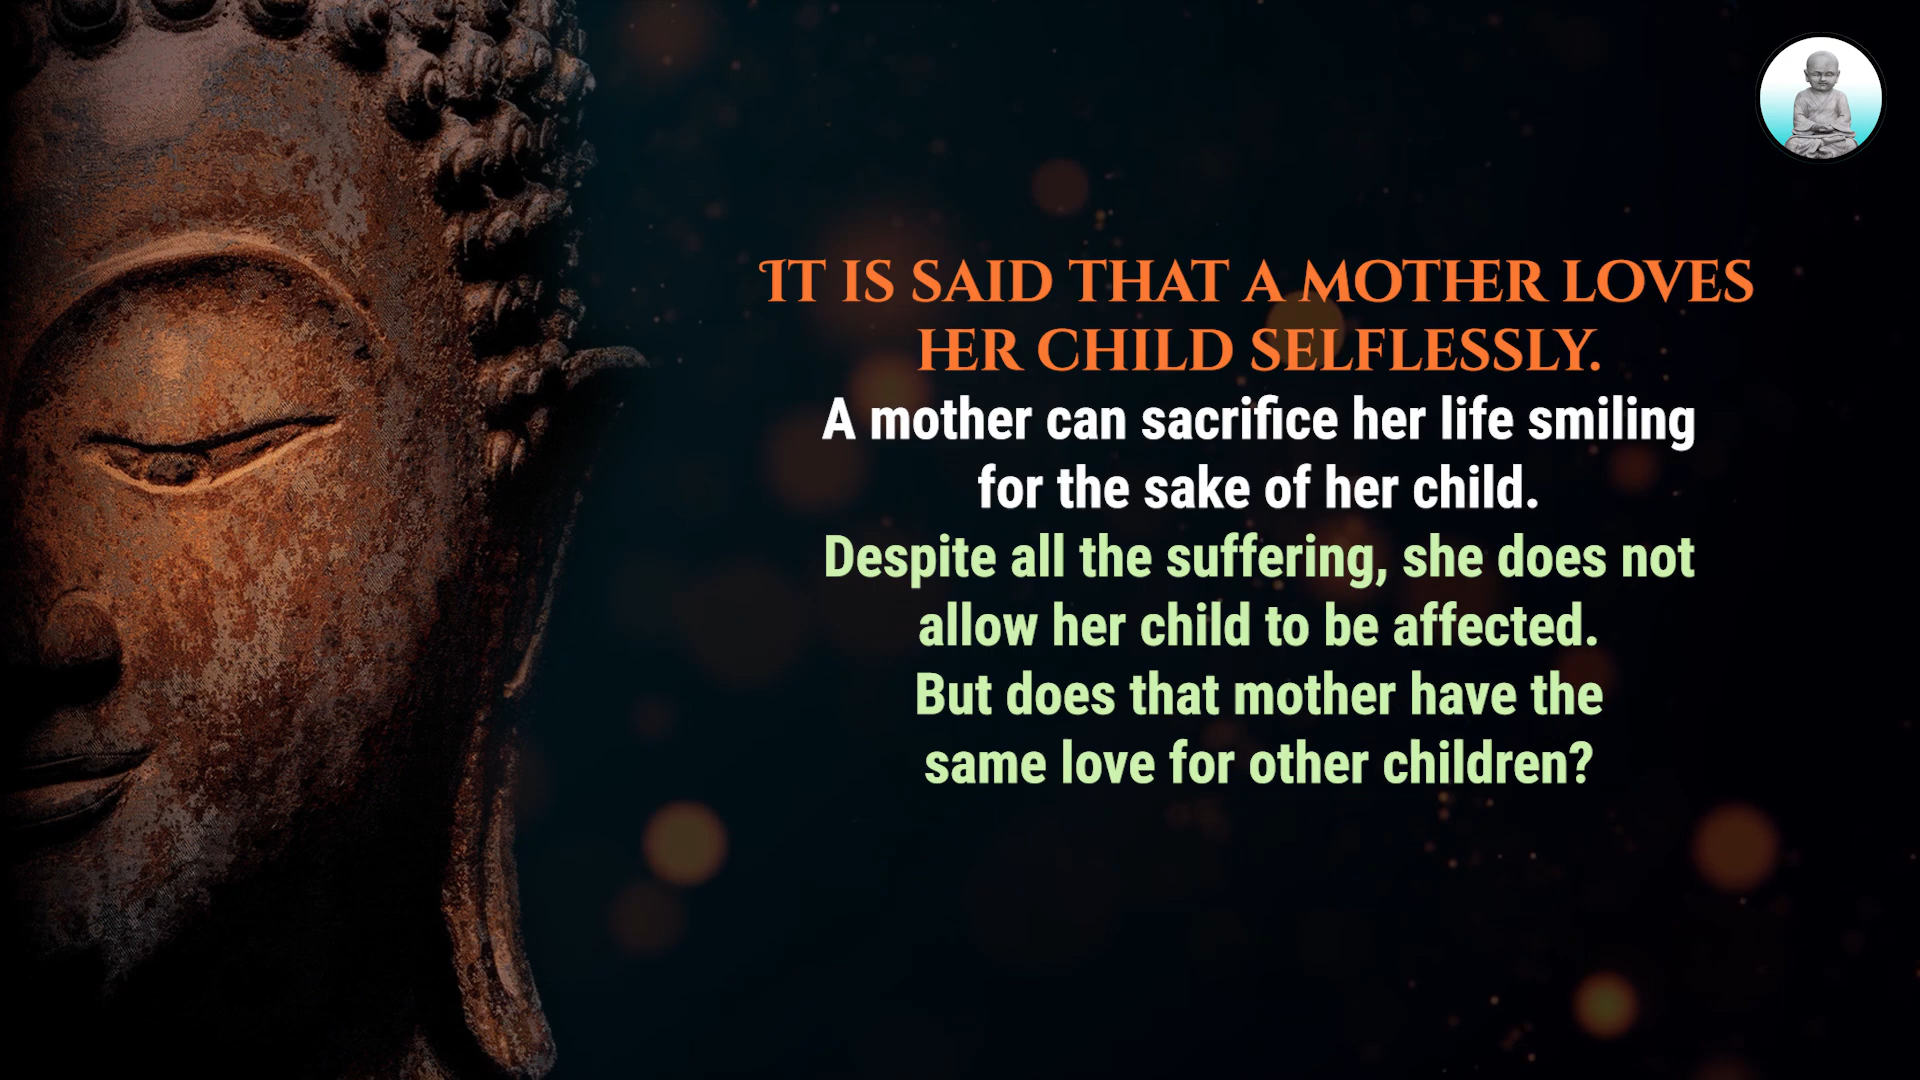 IT IS SAID THAT A MOTHER LOVES
HER CHILD SELFLESSLY.
A mother can sacrifice her life smiling
for the sake of her child.
Despite all the suffering, she does not
allow her child to be affected.
But does that mother have the
same love for other children?